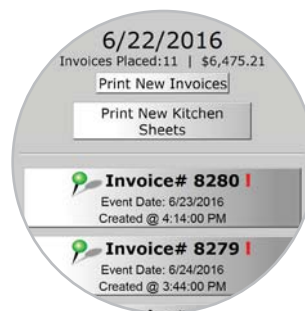 6/22/2016
Invoices Placed:11 | $6,475.21
Print New Invoices
Print New Kitchen
Sheets
Invoice# 8280 !
Event Date: 6/23/2016
Created @ 4:14:00 PM
Invoice# 8279 !
Event Date: 6/24/2016
Created @ 3:44:00 PM